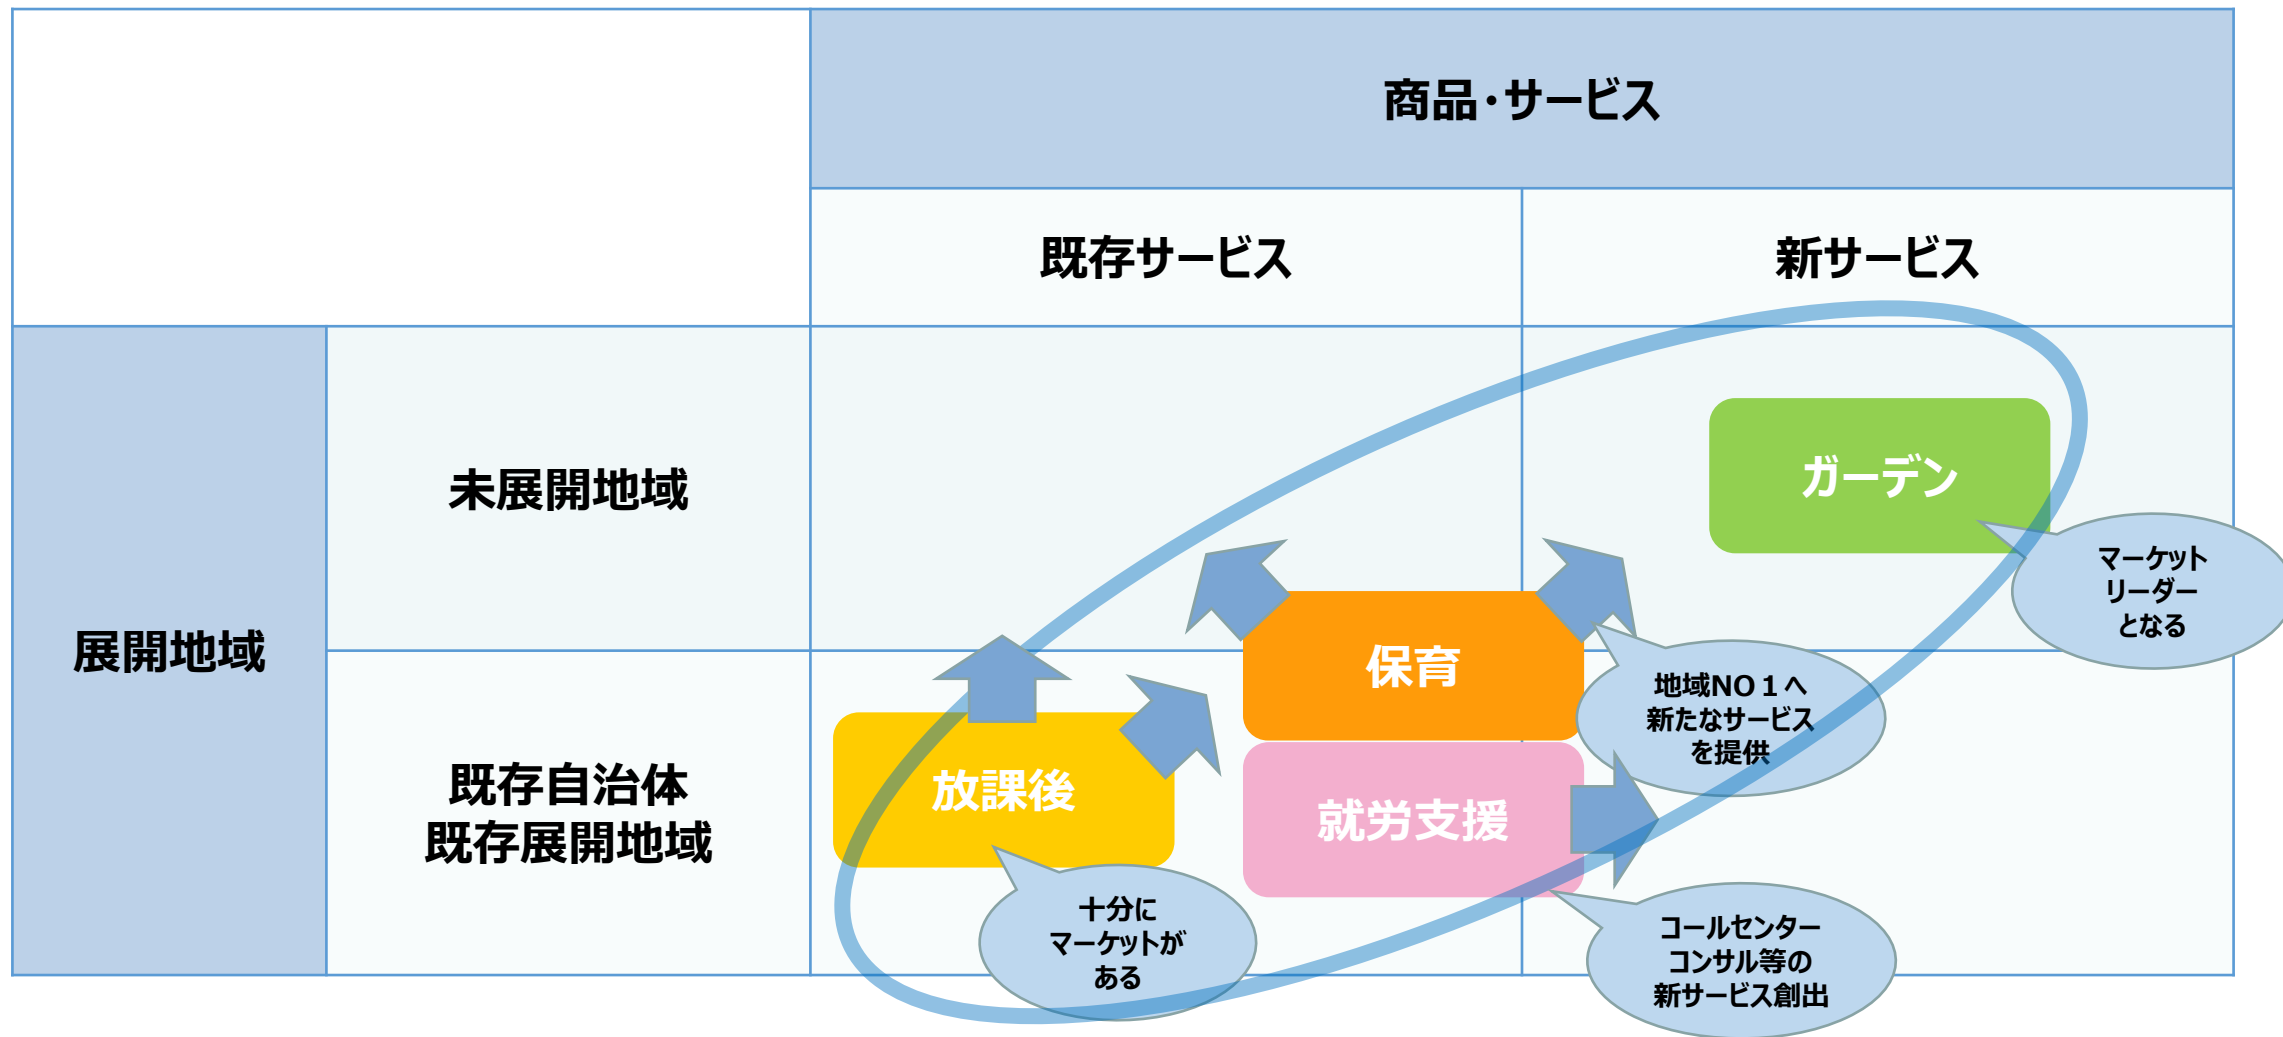 商品・サービス
既存サービス
新サービス
展開地域
未展開地域
ガーデン
マーケット
リーダー
となる
保育
地域NO１へ
新たなサービス
を提供
既存自治体
既存展開地域
放課後
就労支援
十分に
マーケットが
ある
コールセンター
コンサル等の
新サービス創出